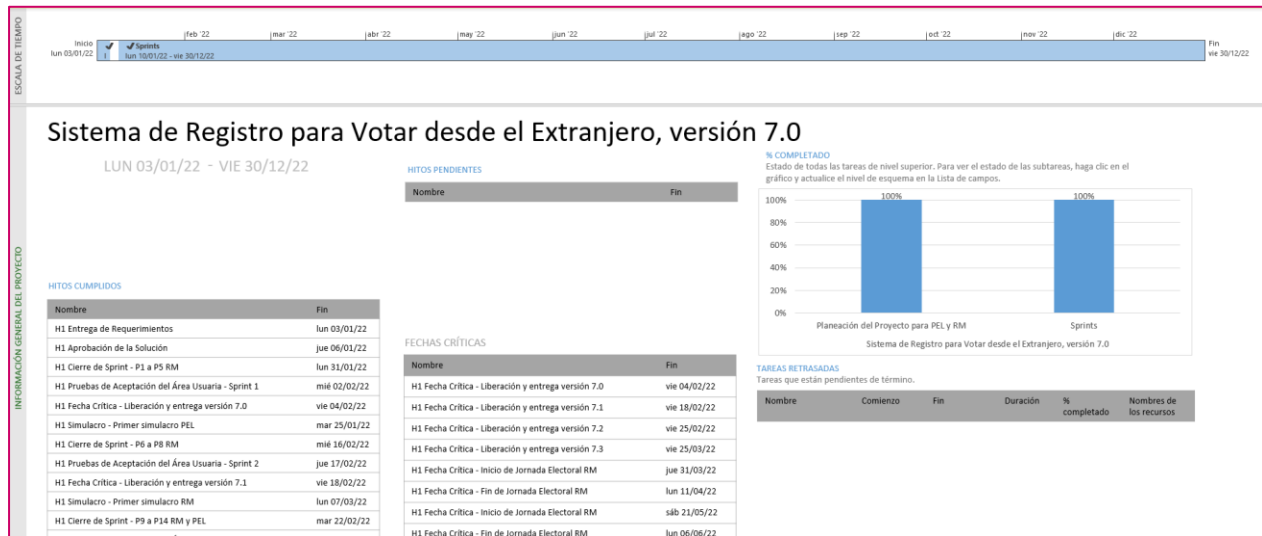 ESCALA DE TIEMPO
feb '22 mar '22 abr '22 may '22 jun '22 jul '22 ago '22 sep '22 oct '22 nov '22 dic '22
Inicio
lun 03/01/22
Sprints
lun 10/01/22 - vie 30/12/22
Fin
vie 30/12/22
INFORMACIÓN GENERAL DEL PROYECTO
Sistema de Registro para Votar desde el Extranjero, versión 7.0
LUN 03/01/22 - VIE 30/12/22
HITOS CUMPLIDOS
Nombre Fin
H1 Entrega de Requerimientos lun 03/01/22
H1 Aprobación de la Solución jue 06/01/22
H1 Cierre de Sprint - P1 a P5 RM lun 31/01/22
H1 Pruebas de Aceptación del Área Usuaria - Sprint 1 mié 02/02/22
H1 Fecha Crítica - Liberación y entrega versión 7.0 vie 04/02/22
H1 Simulacro - Primer simulacro PEL mar 25/01/22
H1 Cierre de Sprint - P6 a P8 RM mié 16/02/22
H1 Pruebas de Aceptación del Área Usuaria - Sprint 2 jue 17/02/22
H1 Fecha Crítica - Liberación y entrega versión 7.1 vie 18/02/22
H1 Simulacro - Primer simulacro RM lun 07/03/22
H1 Cierre de Sprint - P9 a P14 RM y PEL mar 22/02/22
HITOS PENDIENTES
Nombre Fin
FECHAS CRÍTICAS
Nombre Fin
H1 Fecha Crítica - Liberación y entrega versión 7.0 vie 04/02/22
H1 Fecha Crítica - Liberación y entrega versión 7.1 vie 18/02/22
H1 Fecha Crítica - Liberación y entrega versión 7.2 vie 25/02/22
H1 Fecha Crítica - Liberación y entrega versión 7.3 vie 25/03/22
H1 Fecha Crítica - Inicio de Jornada Electoral RM jue 31/03/22
H1 Fecha Crítica - Fin de Jornada Electoral RM lun 11/04/22
H1 Fecha Crítica - Inicio de Jornada Electoral RM sáb 21/05/22
H1 Fecha Crítica - Fin de Jornada Electoral RM lun 06/06/22
% COMPLETADO
Estado de todas las tareas de nivel superior. Para ver el estado de las subtareas, haga clic en el
gráfico y actualice el nivel de esquema en la Lista de campos.
100% 100%
100%
80%
60%
40%
20%
0%
Planeación del Proyecto para PEL y RM Sprints
Sistema de Registro para Votar desde el Extranjero, versión 7.0
TAREAS RETRASADAS
Tareas que están pendientes de término.
Nombre Comienzo Fin Duración % completado Nombres de los recursos